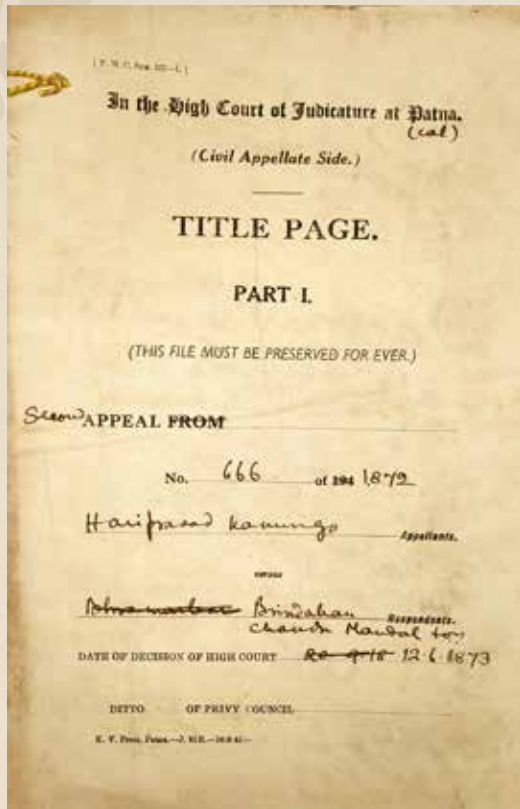 In the High Court of Judicature at Patna.
(cal)
(Civil Appellate Side.)
TITLE PAGE.
PART I.
(THIS FILE MUST BE PRESERVED FOR EVER.)
Second APPEAL FROM
No. 666 of 194 1872
Hariprasad Kanungo Appellants.
versus
Brindaban Respondents.
Chandra Mandal
DATE OF DECISION OF HIGH COURT 12.6.1873
DITTO OF PRIVY COUNCIL